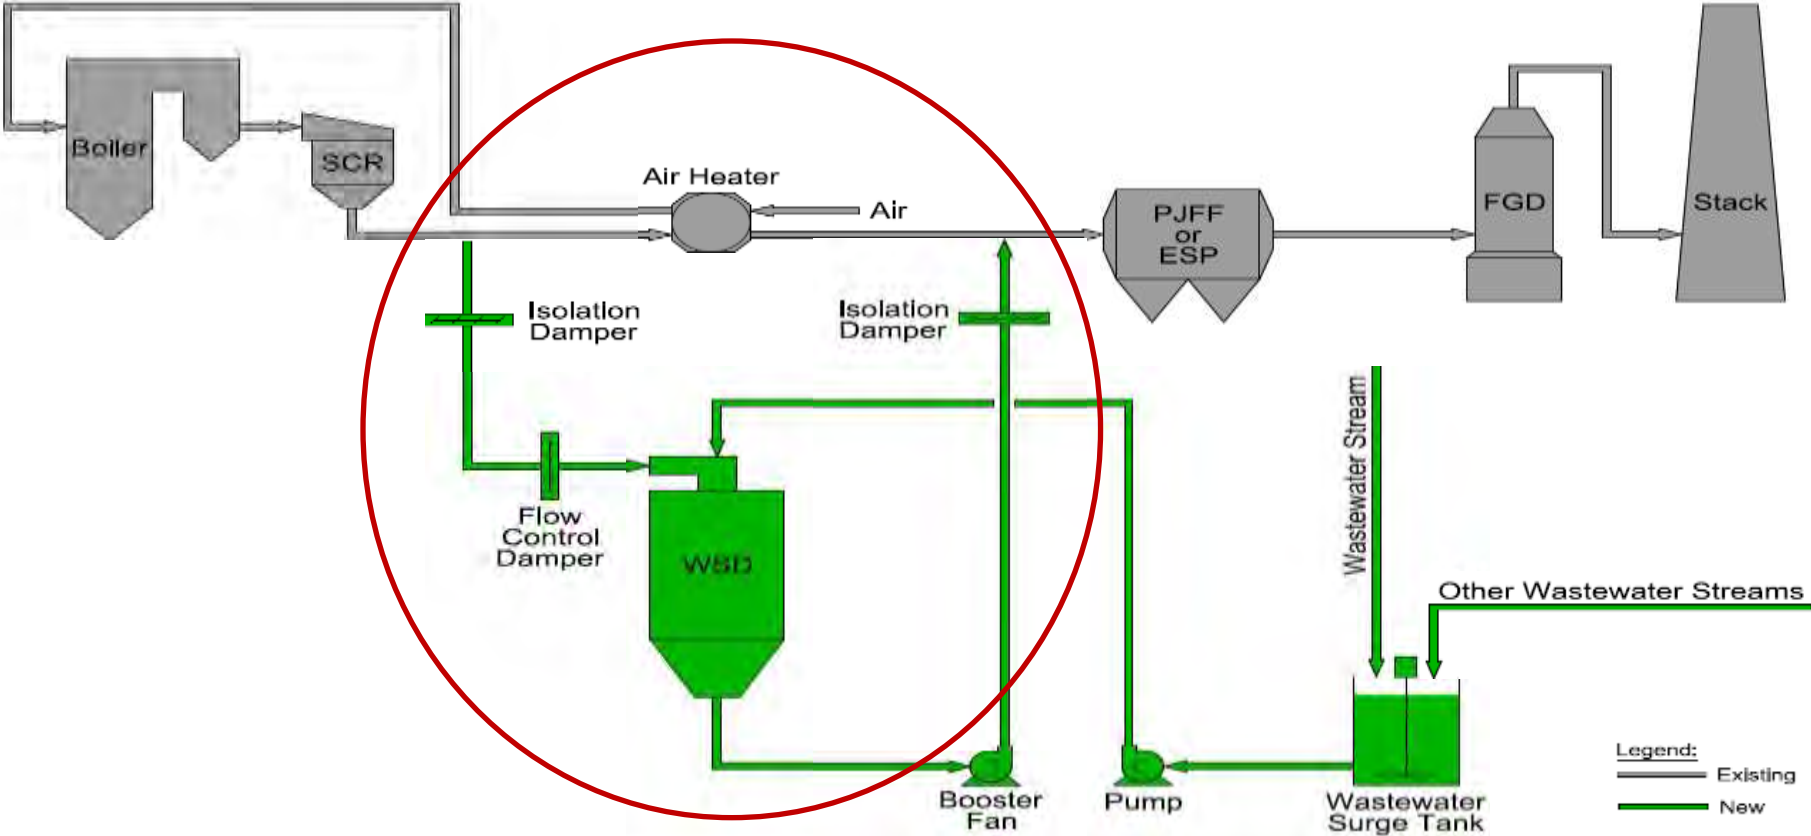 Boiler
SCR
Air Heater
Air
PJFF
or
ESP
FGD
Stack
Isolation
Damper
Isolation
Damper
Flow
Control
Damper
WSD
Wastewater Stream
Other Wastewater Streams
Booster
Fan
Pump
Wastewater
Surge Tank
Legend:
Existing
New